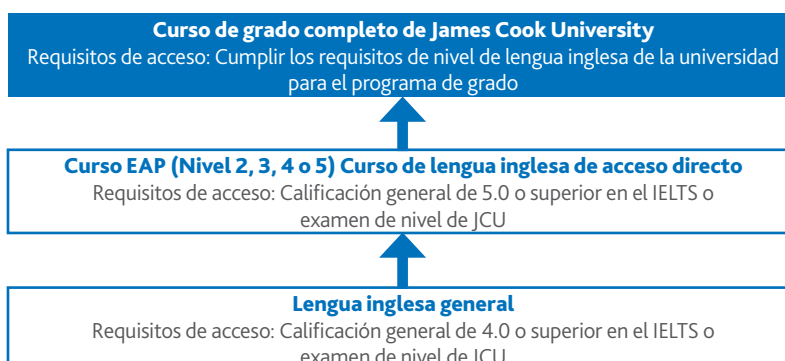 Curso de grado completo de James Cook University
Requisitos de acceso: Cumplir los requisitos de nivel de lengua inglesa de la universidad
para el programa de grado
Curso EAP (Nivel 2, 3, 4 o 5) Curso de lengua inglesa de acceso directo
Requisitos de acceso: Calificación general de 5.0 o superior en el IELTS o
examen de nivel de JCU
Lengua inglesa general
Requisitos de acceso: Calificación general de 4.0 o superior en el IELTS o
examen de nivel de JCU